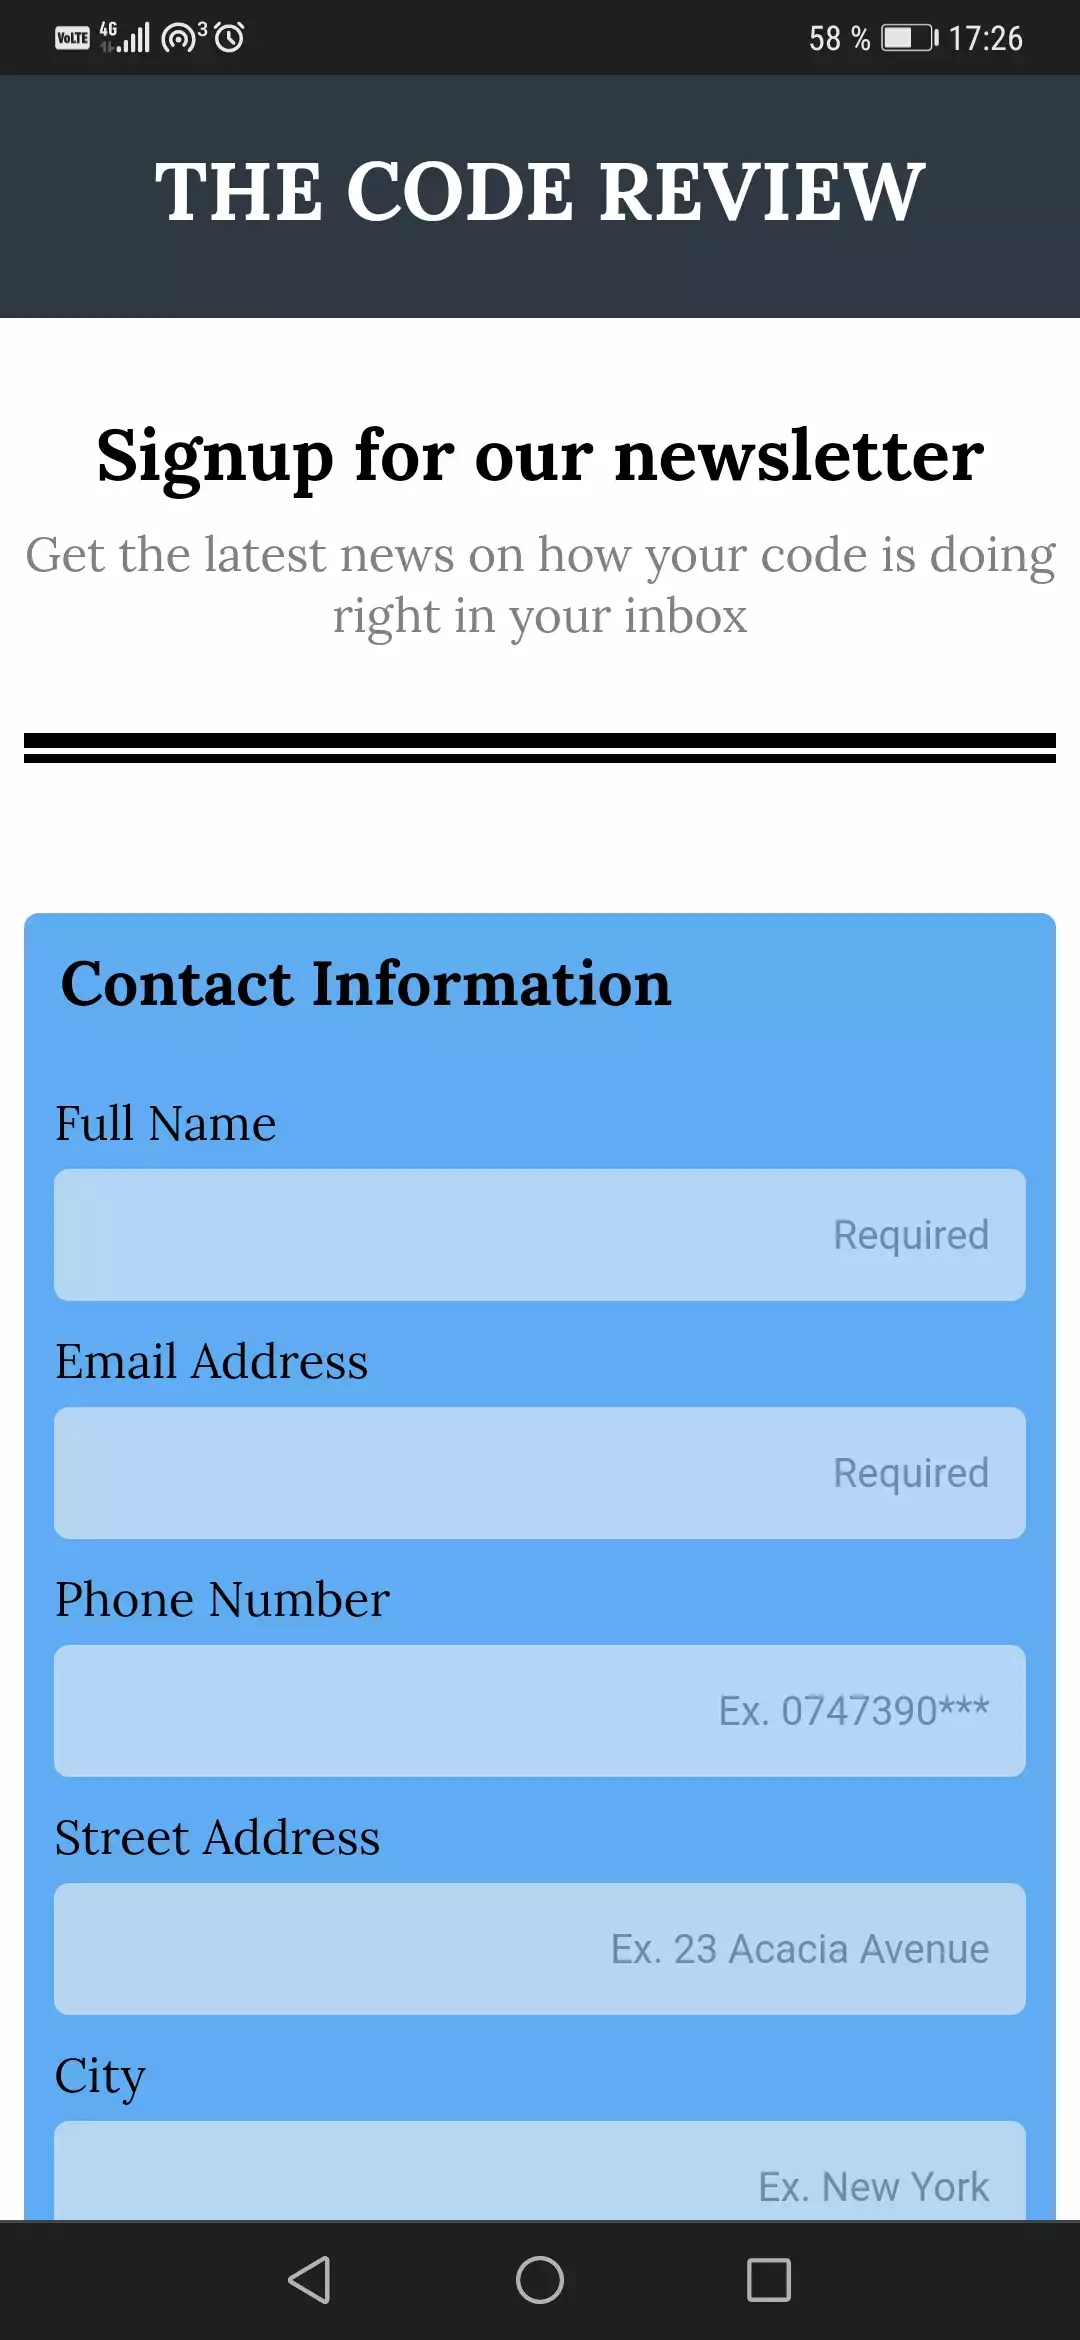 VoLTE 4G 3 58 % 17:26
THE CODE REVIEW
Signup for our newsletter
Get the latest news on how your code is doing
right in your inbox
Contact Information
Full Name
Required
Email Address
Required
Phone Number
Ex. 0747390***
Street Address
Ex. 23 Acacia Avenue
City
Ex. New York